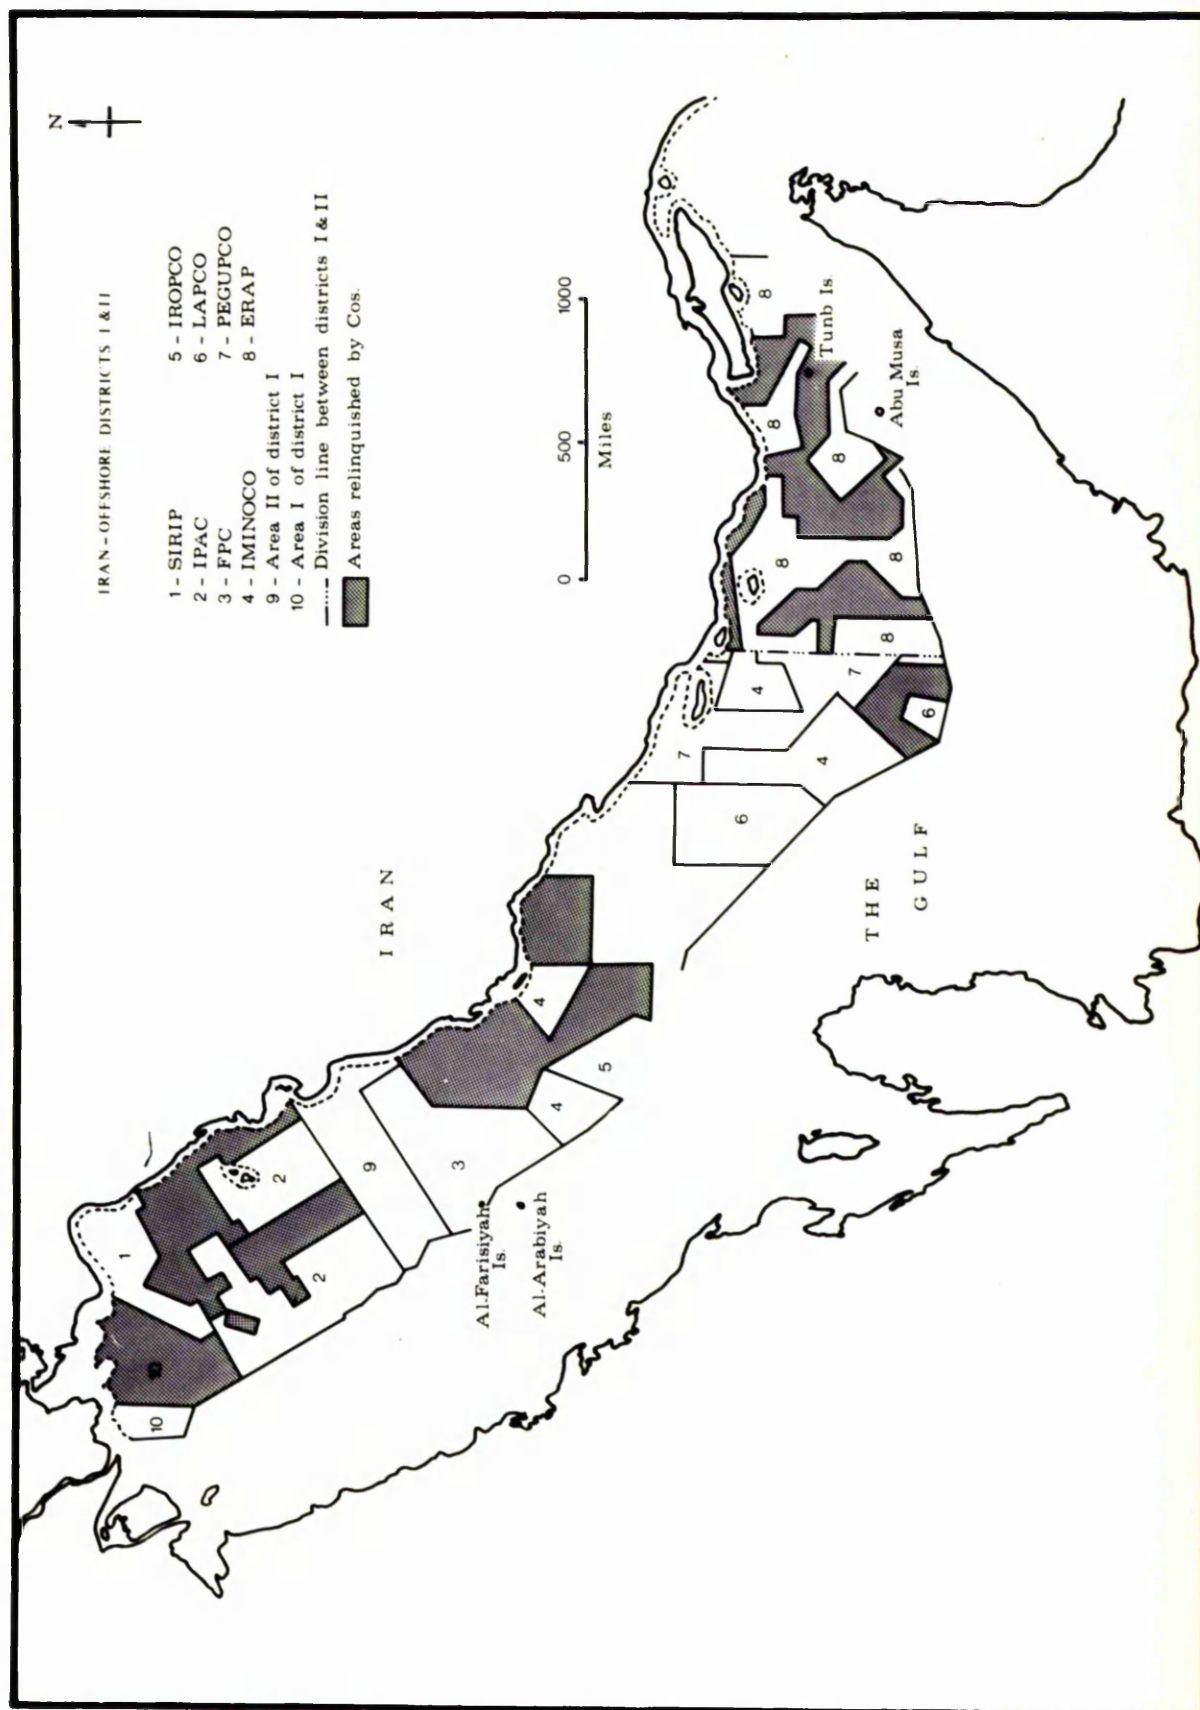 IRAN-OFFSHORE DISTRICTS I & II
N
1 - SIRIP
2 - IPAC
3 - FPC
4 - IMINOCO
5 - IROPCO
6 - LAPCO
7 - PEGUPCO
8 - ERAP
9 - Area II of district I
10 - Area I of district I
Division line between districts I & II
Areas relinquished by Cos.
0 500 1000
Miles
IRAN
THE
GULF
Al-Farisiyah
Is.
Al-Arabiyah
Is.
Tunb Is.
Abu Musa
Is.
10
1
2
2
9
3
4
5
4
6
7
4
4
7
6
8
8
8
8
8
8